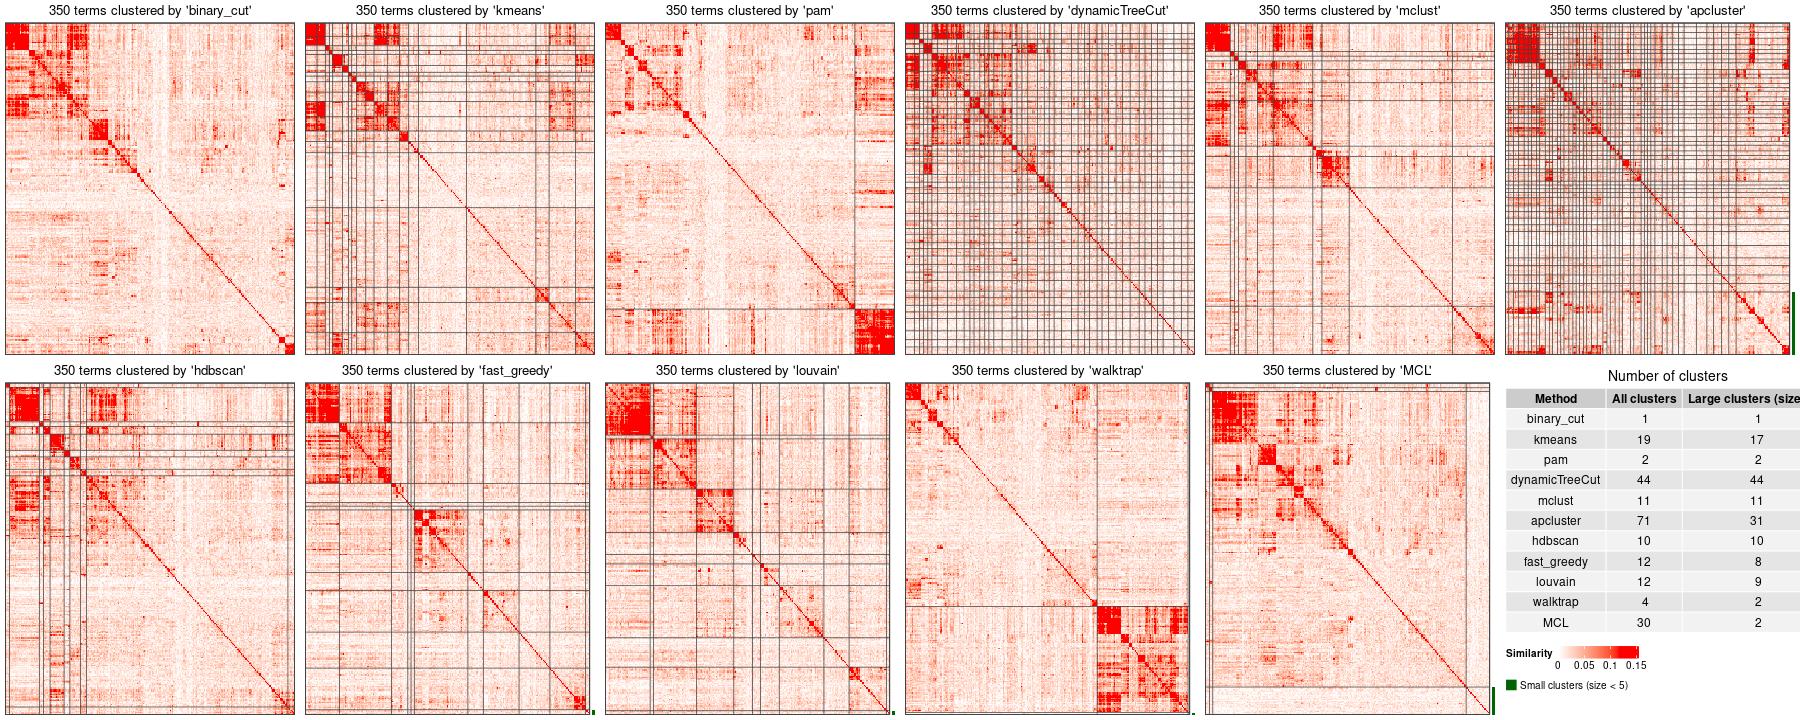 350 terms clustered by 'binary_cut'
350 terms clustered by 'kmeans'
350 terms clustered by 'pam'
350 terms clustered by 'dynamicTreeCut'
350 terms clustered by 'mclust'
350 terms clustered by 'apcluster'
350 terms clustered by 'hdbscan'
350 terms clustered by 'fast_greedy'
350 terms clustered by 'louvain'
350 terms clustered by 'walktrap'
350 terms clustered by 'MCL'
Number of clusters
Method All clusters Large clusters (size
binary_cut 1 1
kmeans 19 17
pam 2 2
dynamicTreeCut 44 44
mclust 11 11
apcluster 71 31
hdbscan 10 10
fast_greedy 12 8
louvain 12 9
walktrap 4 2
MCL 30 2
Similarity
0 0.05 0.1 0.15
Small clusters (size < 5)